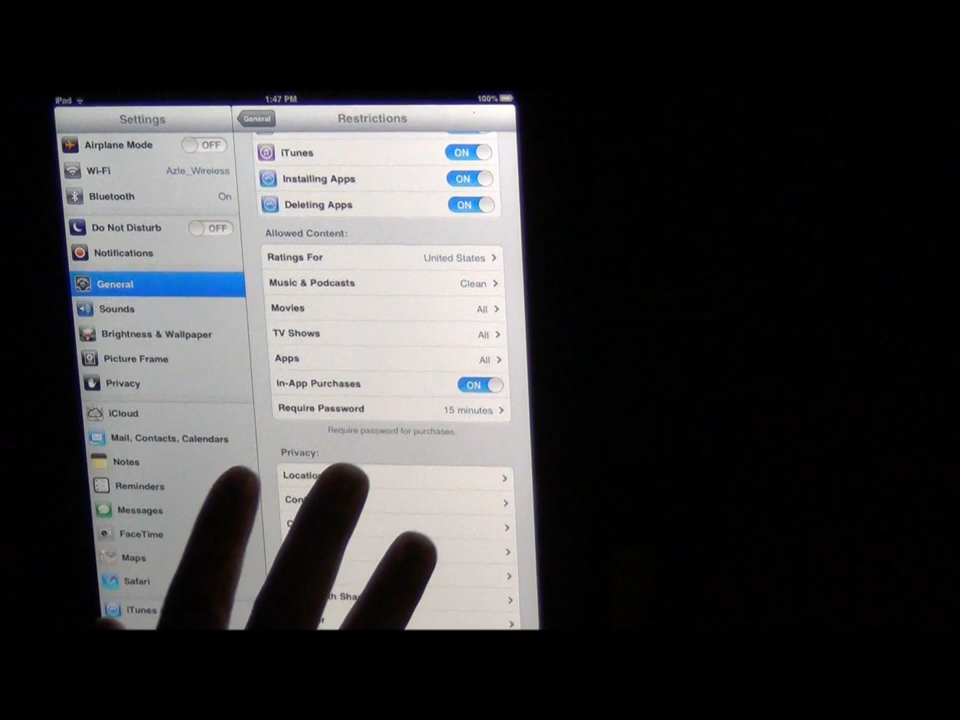 iPad 1:47 PM 100%
Settings
General Restrictions
Airplane Mode OFF
Wi-Fi Azle_Wireless
Bluetooth On
Do Not Disturb OFF
Notifications
General
Sounds
Brightness & Wallpaper
Picture Frame
Privacy
iCloud
Mail, Contacts, Calendars
Notes
Reminders
Messages
FaceTime
Maps
Safari
iTunes
iTunes ON
Installing Apps ON
Deleting Apps ON
Allowed Content:
Ratings For United States
Music & Podcasts Clean
Movies All
TV Shows All
Apps All
In-App Purchases ON
Require Password 15 minutes
Require password for purchases.
Privacy: